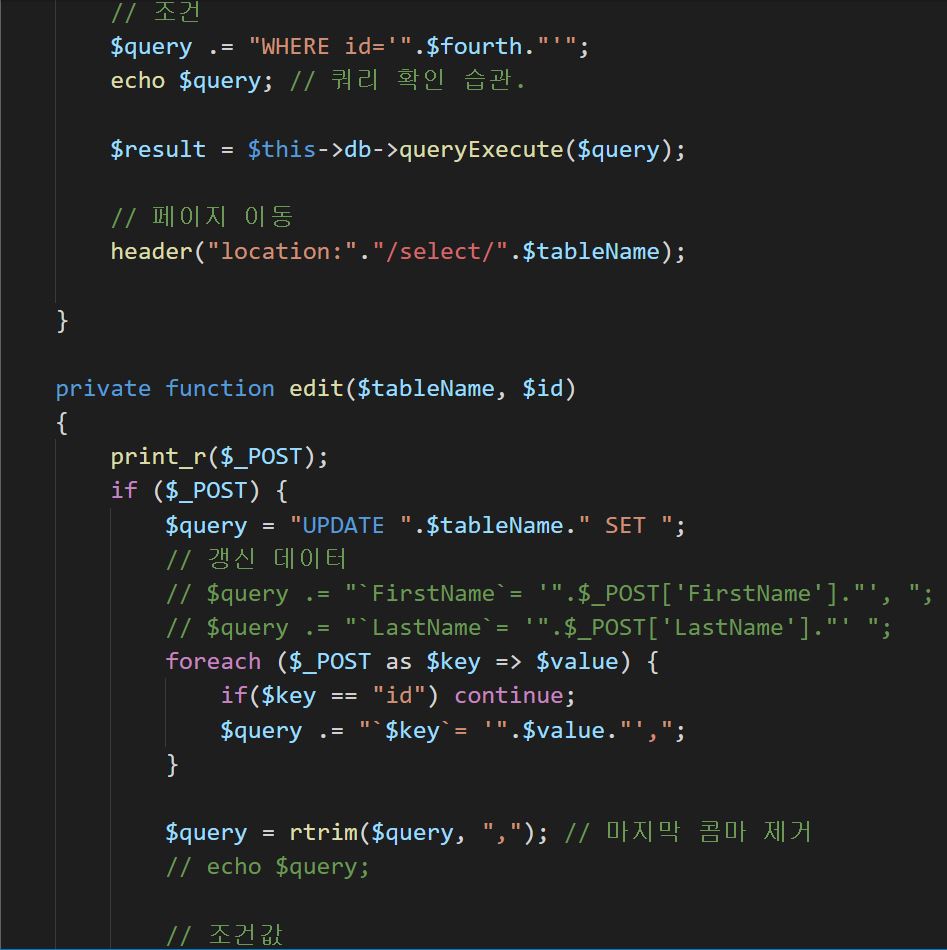 // 조건
$query .= "WHERE id='".$fourth."'";
echo $query; // 쿼리 확인 습관.
$result = $this->db->queryExecute($query);
// 페이지 이동
header("location:"."/select/".$tableName);
}
private function edit($tableName, $id)
{
print_r($_POST);
if ($_POST) {
$query = "UPDATE ".$tableName." SET ";
// 갱신 데이터
// $query .= "`FirstName`= '".$_POST['FirstName']."', ";
// $query .= "`LastName`= '".$_POST['LastName']."' ";
foreach ($_POST as $key => $value) {
if($key == "id") continue;
$query .= "`$key`= '".$value."',";
}
$query = rtrim($query, ","); // 마지막 콤마 제거
// echo $query;
// 조건값